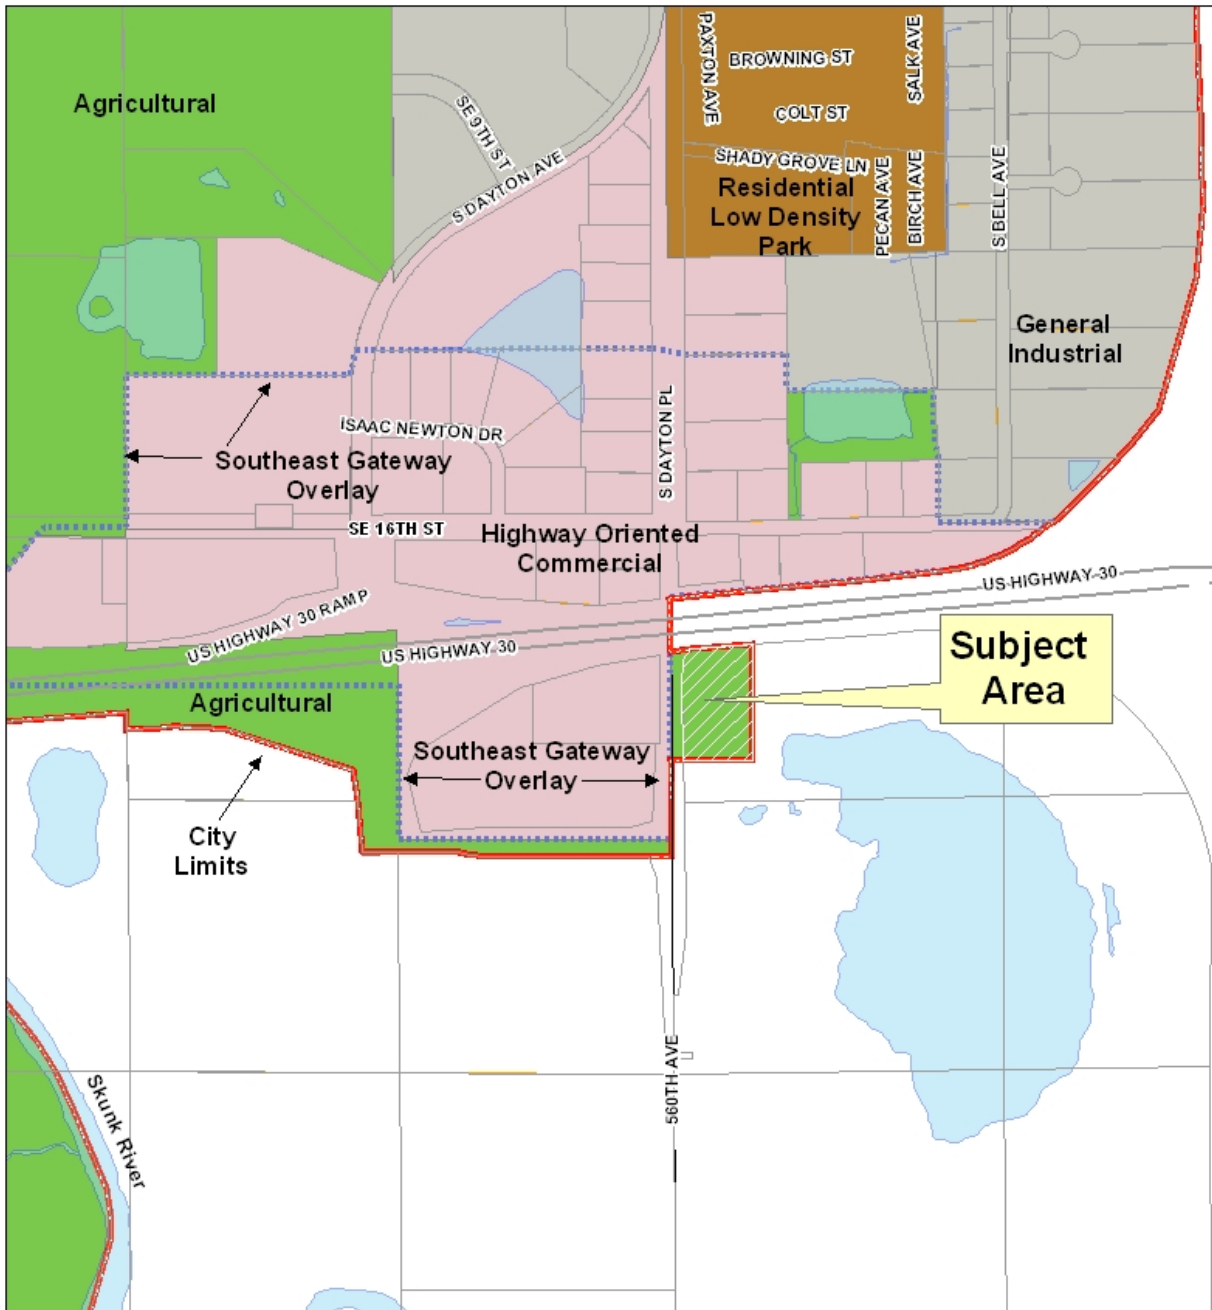 PAXTON AVE
BROWNING ST
SALK AVE
Agricultural
SE 9TH ST
COLT ST
S DAYTON AVE
SHADY GROVE LN
Residential
Low Density
Park
PECAN AVE
BIRCH AVE
S BELL AVE
General
Industrial
ISAAC NEWTON DR
S DAYTON PL
Southeast Gateway
Overlay
SE 16TH ST
Highway Oriented
Commercial
US HIGHWAY 30
US HIGHWAY 30 RAMP
US HIGHWAY 30
Subject
Area
Agricultural
Southeast Gateway
Overlay
City
Limits
560TH AVE
Skunk River